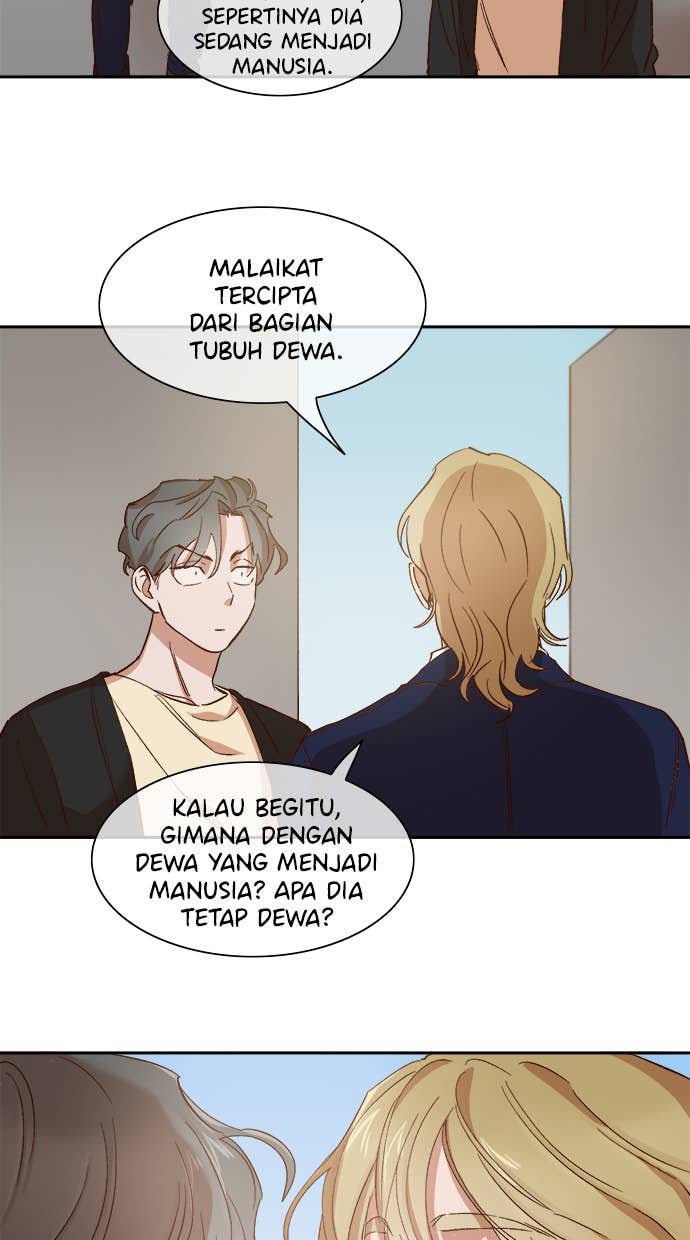 SEPERTINYA DIA
SEDANG MENJADI
MANUSIA.
MALAIKAT
TERCIPTA
DARI BAGIAN
TUBUH DEWA.
KALAU BEGITU,
GIMANA DENGAN
DEWA YANG MENJADI
MANUSIA? APA DIA
TETAP DEWA?